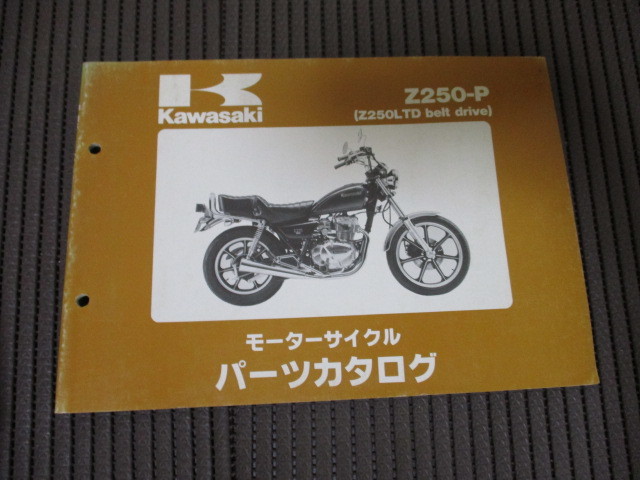 Kawasaki
Z250-P
(Z250LTD belt drive)
モーターサイクル
パーツカタログ